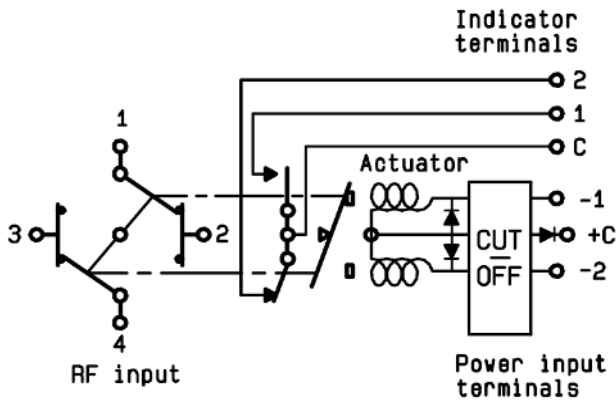 Indicator
terminals
2
1
C
1
Actuator
-1
3
2
CUT
OFF
+C
-2
4
RF input
Power input
terminals